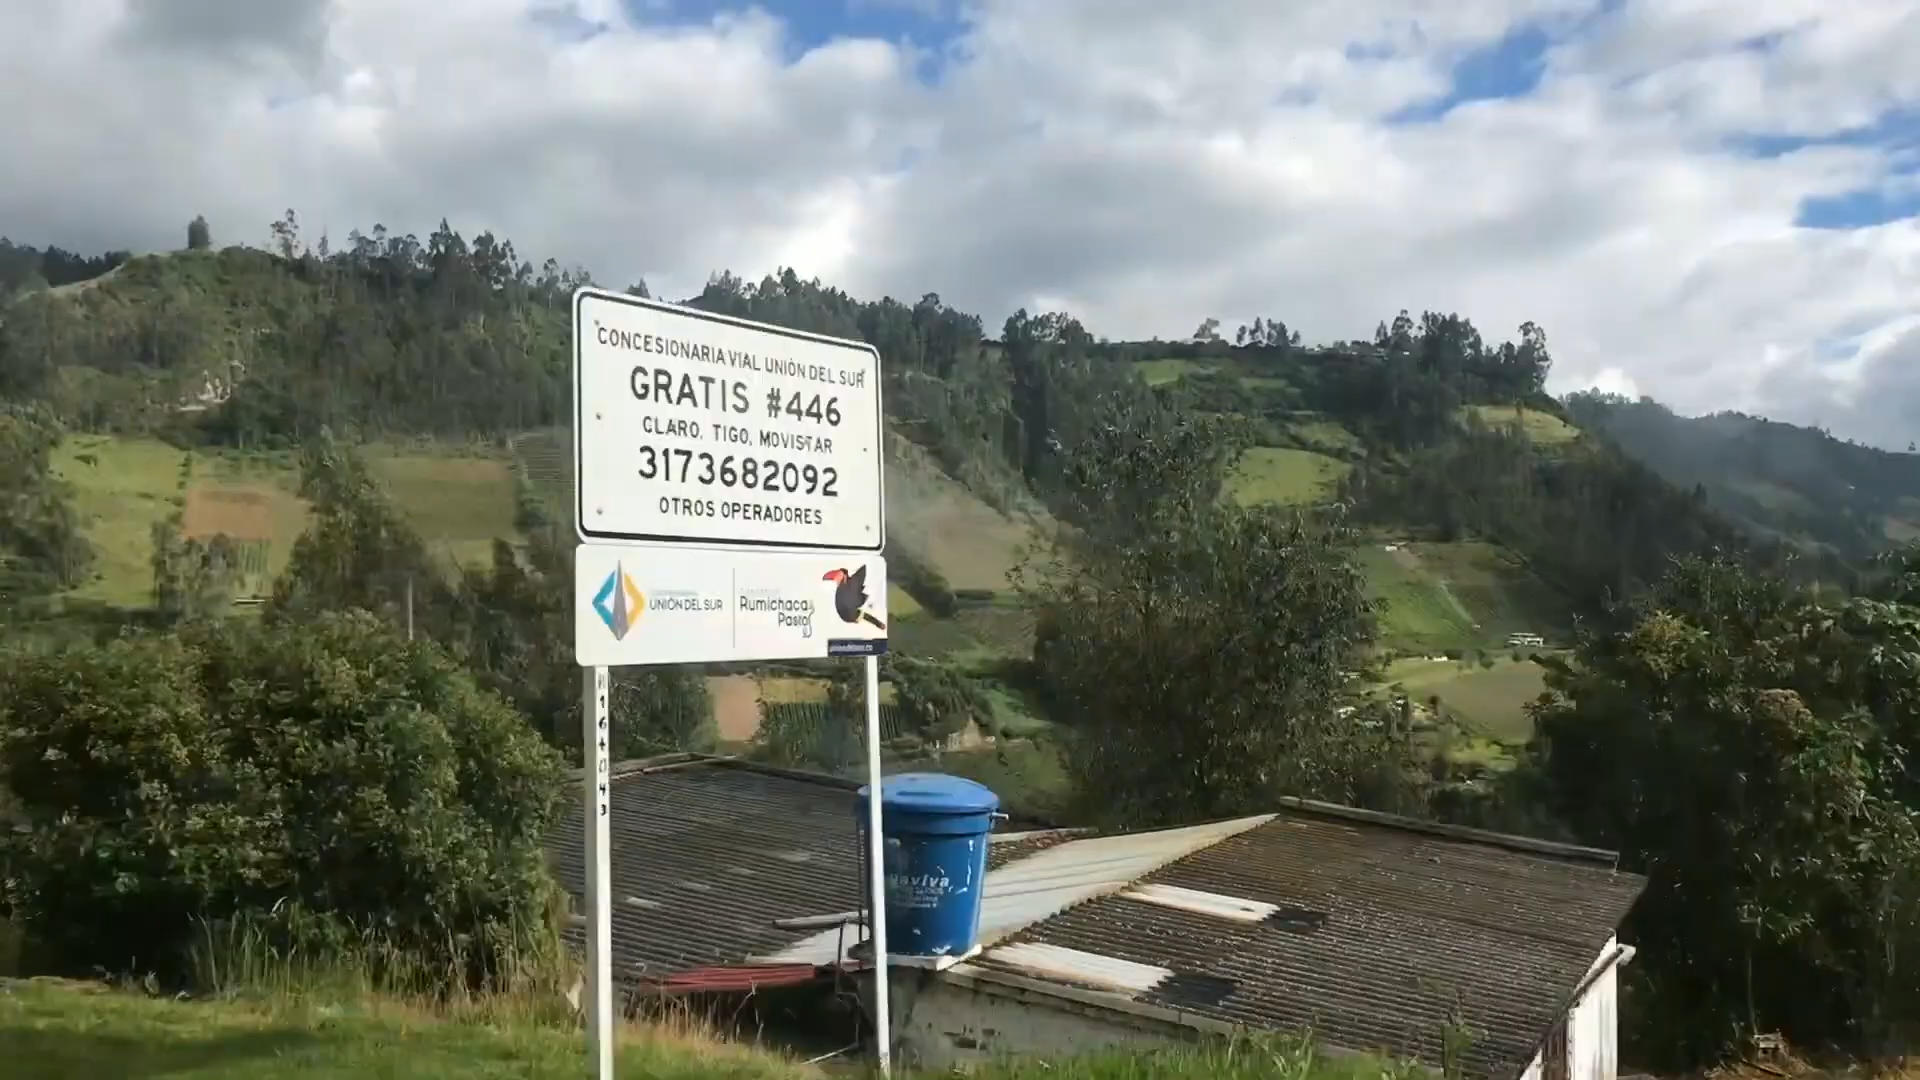 CONCESIONARIA VIAL UNIÓN DEL SUR
GRATIS #446
CLARO, TIGO, MOVISTAR
3173682092
OTROS OPERADORES
UNIÓN DEL SUR
Rumichaca
Pasto